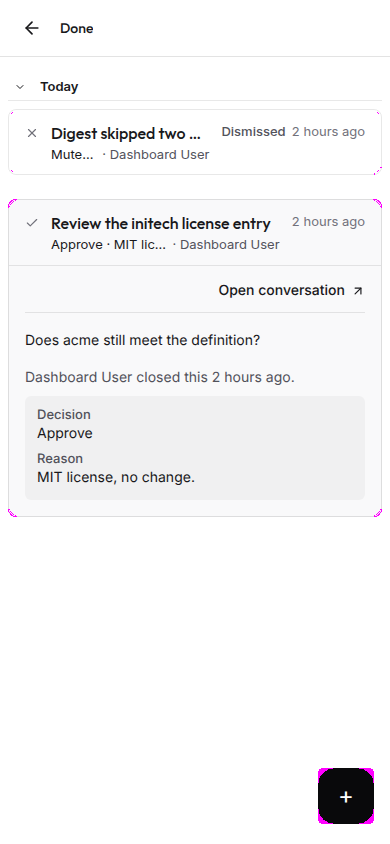 Done
Today
Digest skipped two ... Dismissed 2 hours ago
Mute... · Dashboard User
Review the initech license entry 2 hours ago
Approve · MIT lic... · Dashboard User
Open conversation
Does acme still meet the definition?
Dashboard User closed this 2 hours ago.
Decision
Approve
Reason
MIT license, no change.